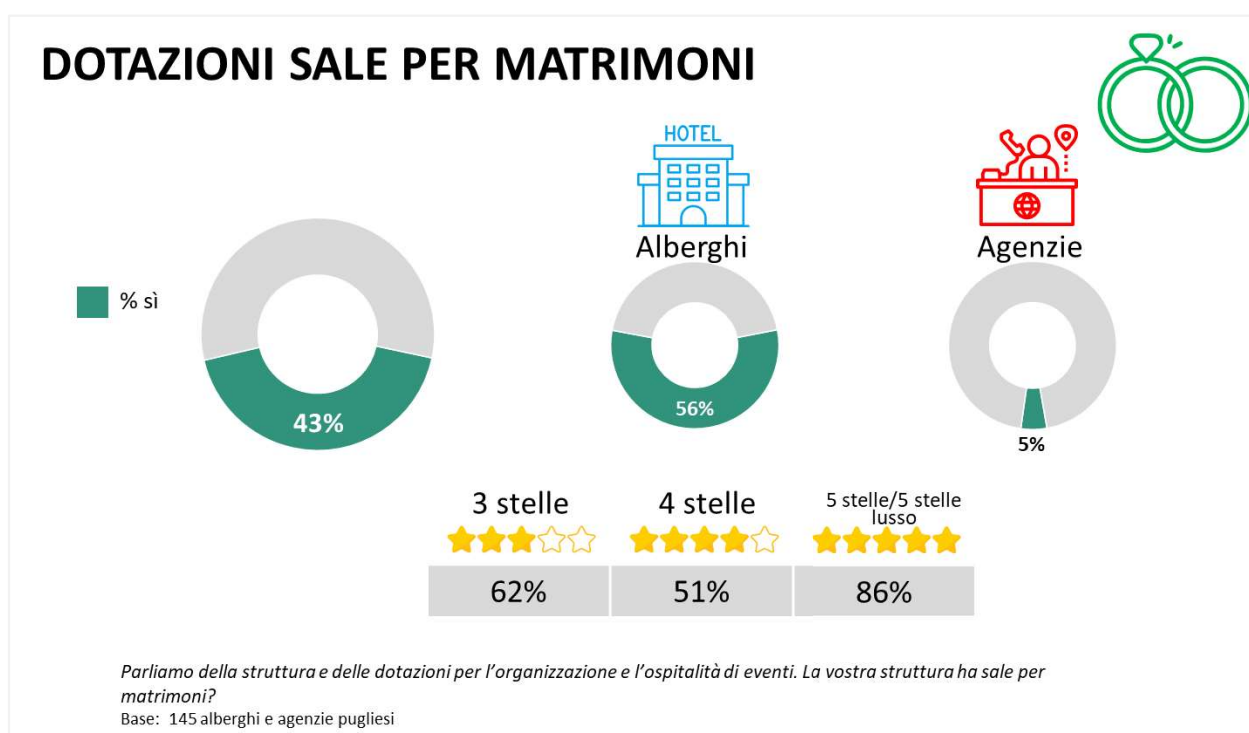 DOTAZIONI SALE PER MATRIMONI
HOTEL
Alberghi
Agenzie
% sì
43%
56%
5%
3 stelle
4 stelle
5 stelle/5 stelle
lusso
62%
51%
86%
Parliamo della struttura e delle dotazioni per l’organizzazione e l’ospitalità di eventi. La vostra struttura ha sale per
matrimoni?
Base: 145 alberghi e agenzie pugliesi